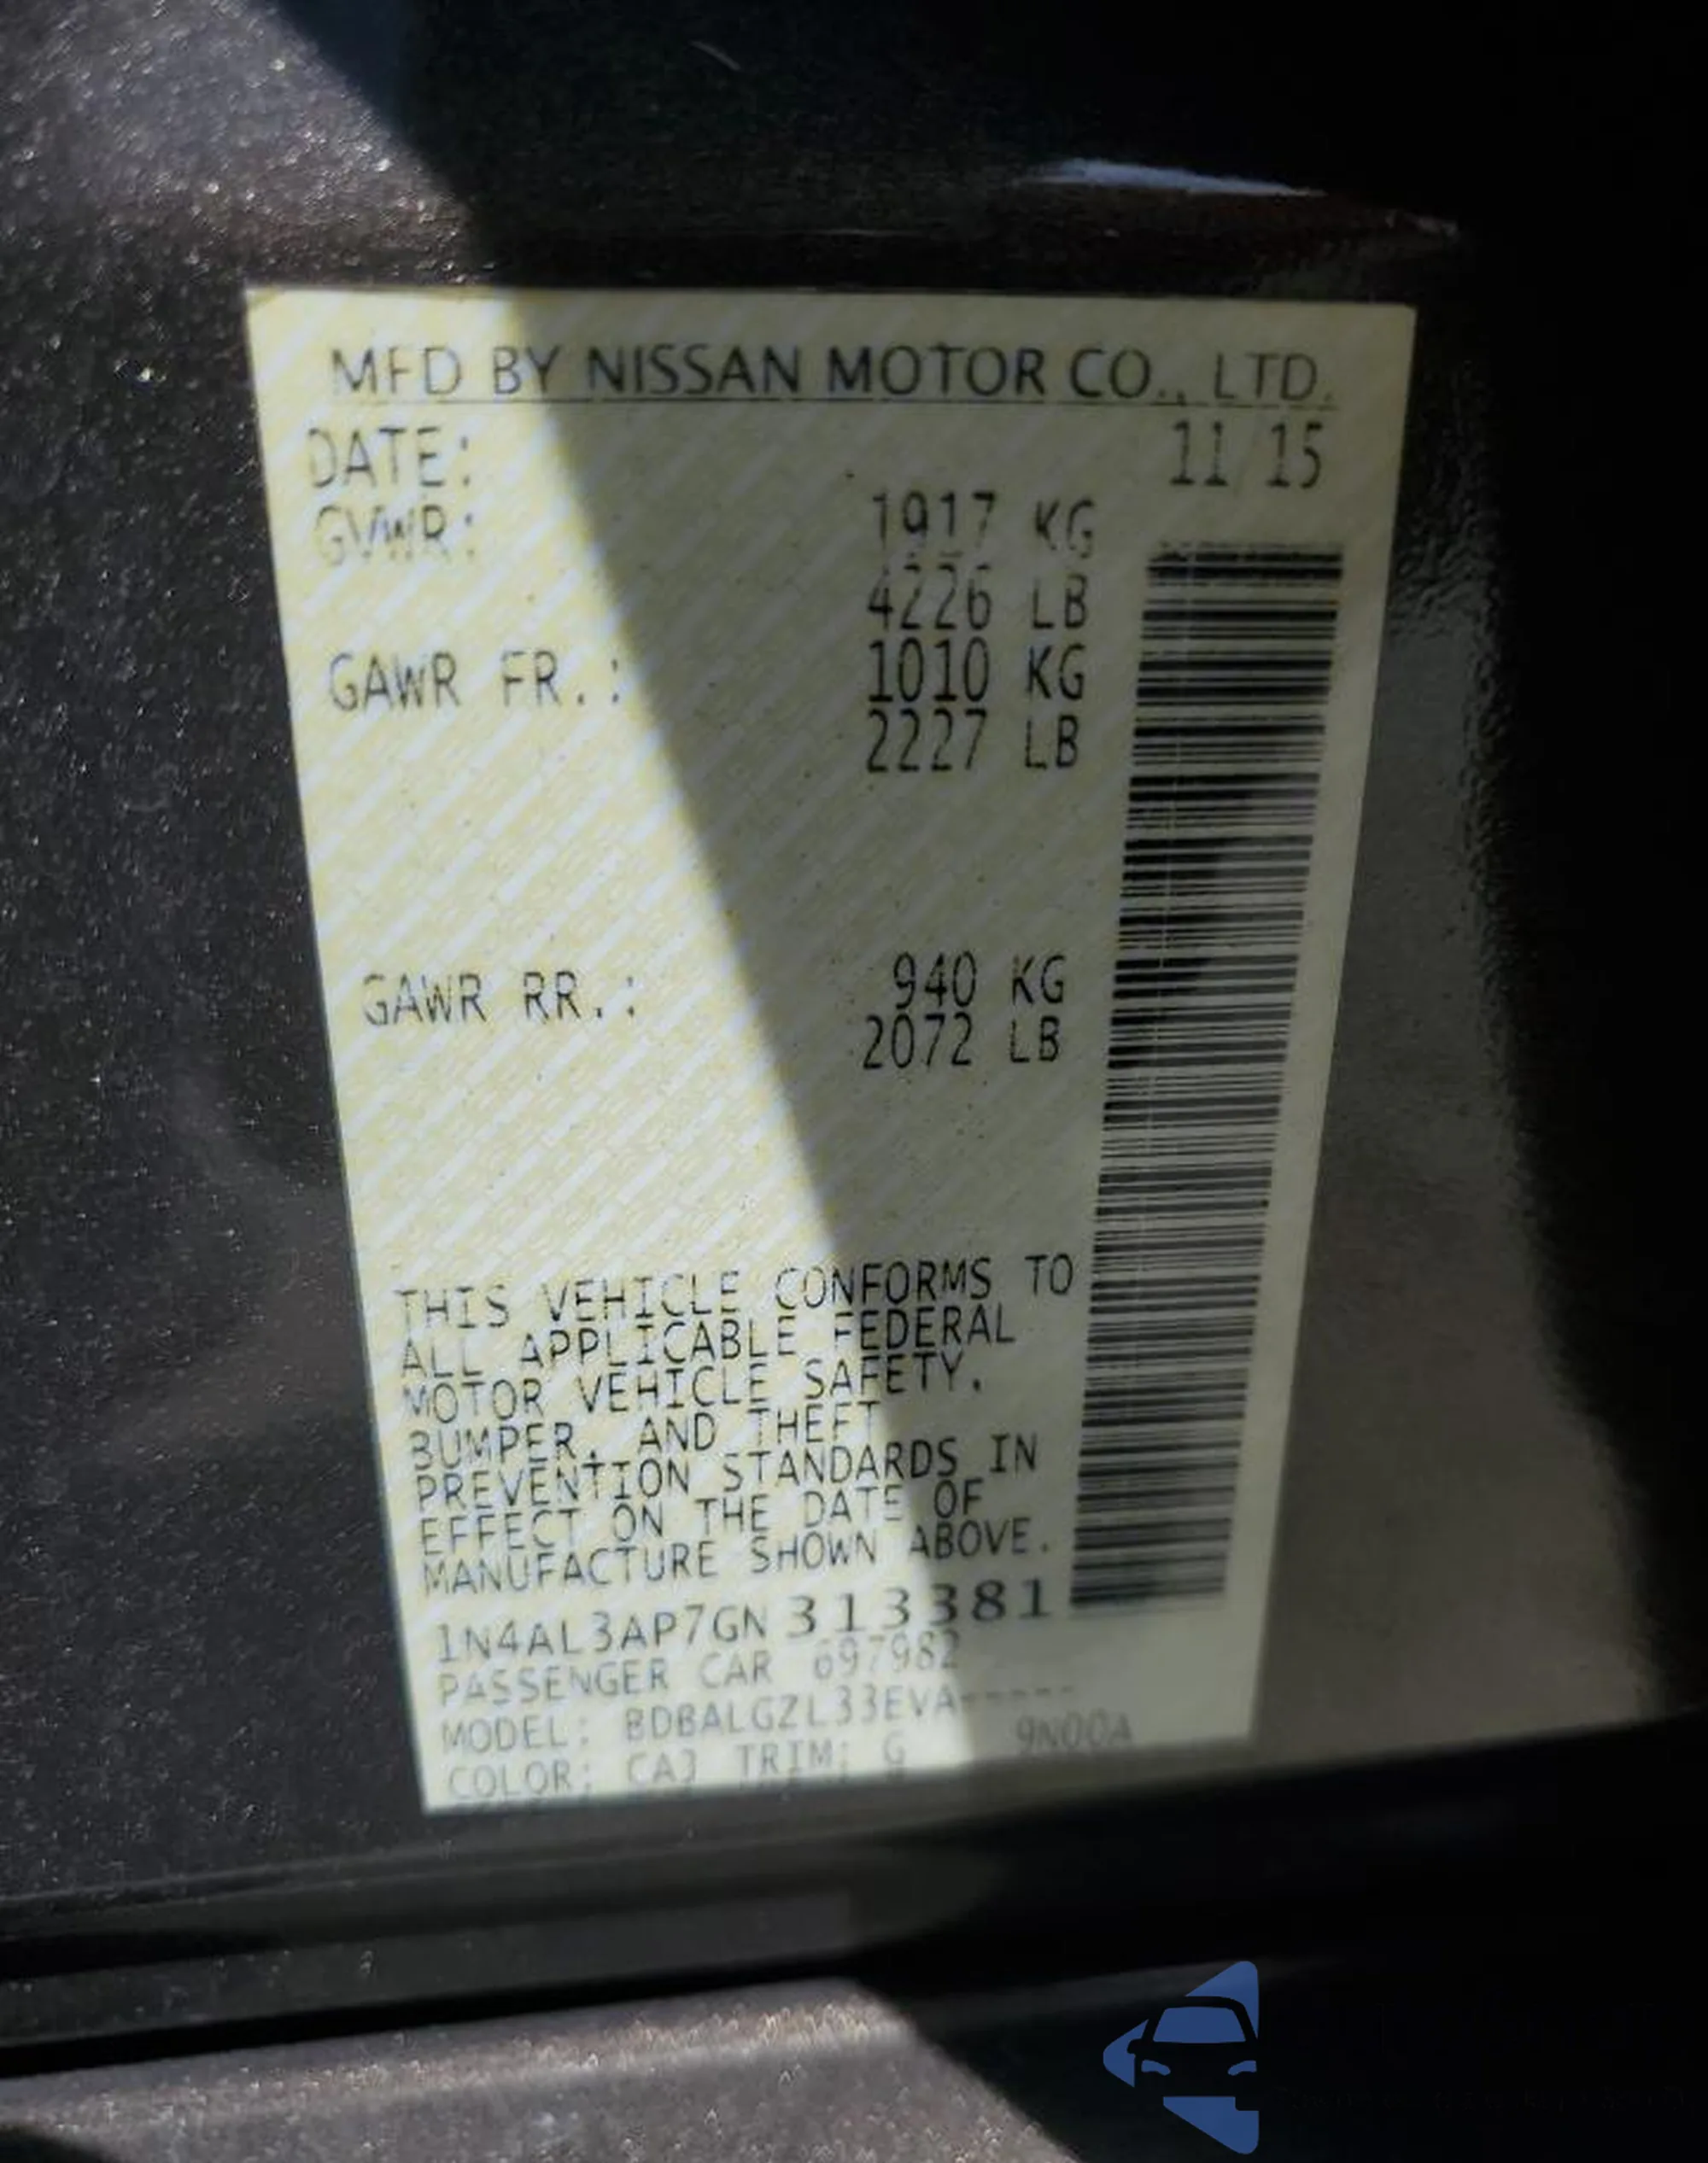 MFD BY NISSAN MOTOR CO., LTD.
DATE: 11/15
GVWR: 1917 KG
4226 LB
GAWR FR.: 1010 KG
2227 LB
GAWR RR.: 940 KG
2072 LB
THIS VEHICLE CONFORMS TO
ALL APPLICABLE FEDERAL
MOTOR VEHICLE SAFETY,
BUMPER, AND THEFT
PREVENTION STANDARDS IN
EFFECT ON THE DATE OF
MANUFACTURE SHOWN ABOVE.
1N4AL3AP7GN313381
PASSENGER CAR 697982
MODEL: BDBALGZL33EVA-----
COLOR: CAJ TRIM: G 9N00A